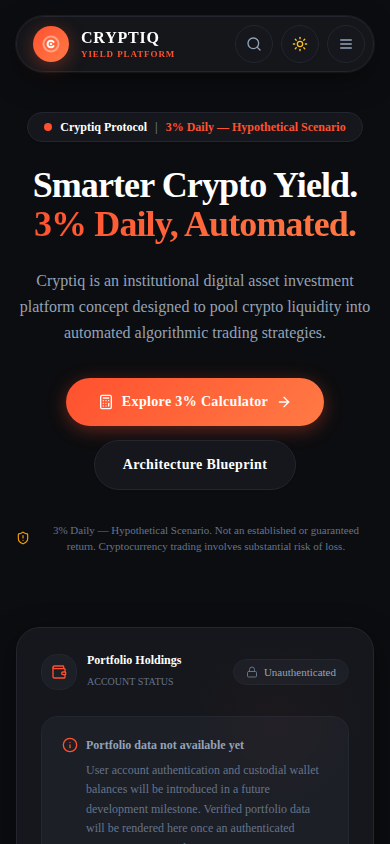 CRYPTIQ
YIELD PLATFORM
Cryptiq Protocol | 3% Daily — Hypothetical Scenario
Smarter Crypto Yield.
3% Daily, Automated.
Cryptiq is an institutional digital asset investment
platform concept designed to pool crypto liquidity into
automated algorithmic trading strategies.
Explore 3% Calculator
Architecture Blueprint
3% Daily — Hypothetical Scenario. Not an established or guaranteed
return. Cryptocurrency trading involves substantial risk of loss.
Portfolio Holdings
ACCOUNT STATUS
Unauthenticated
Portfolio data not available yet
User account authentication and custodial wallet
balances will be introduced in a future
development milestone. Verified portfolio data
will be rendered here once an authenticated